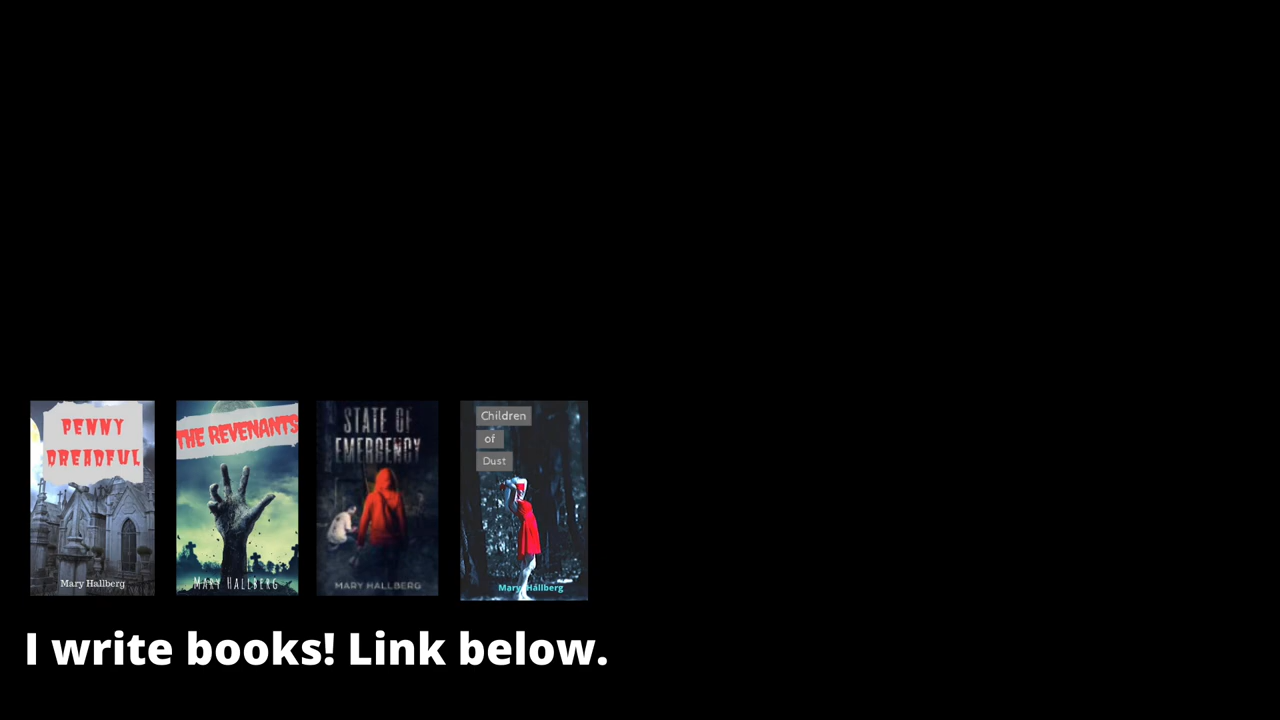 PENNY
DREADFUL
Mary Hallberg
THE REVENANTS
MARY HALLBERG
STATE OF
EMERGENCY
MARY HALLBERG
Children
of
Dust
Mary Hallberg
I write books! Link below.